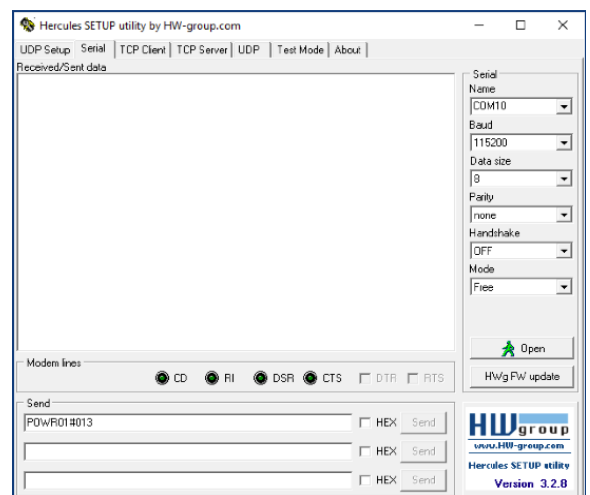 Hercules SETUP utility by HW-group.com
UDP Setup Serial TCP Client TCP Server UDP Test Mode About
Received/Sent data
Serial
Name
COM10
Baud
115200
Data size
8
Parity
none
Handshake
OFF
Mode
Free
Open
HWg FW update
Modem lines
CD RI DSR CTS DTR RTS
Send
POWR01#013 HEX Send
HEX Send
HEX Send
HW group
www.HW-group.com
Hercules SETUP utility
Version 3.2.8